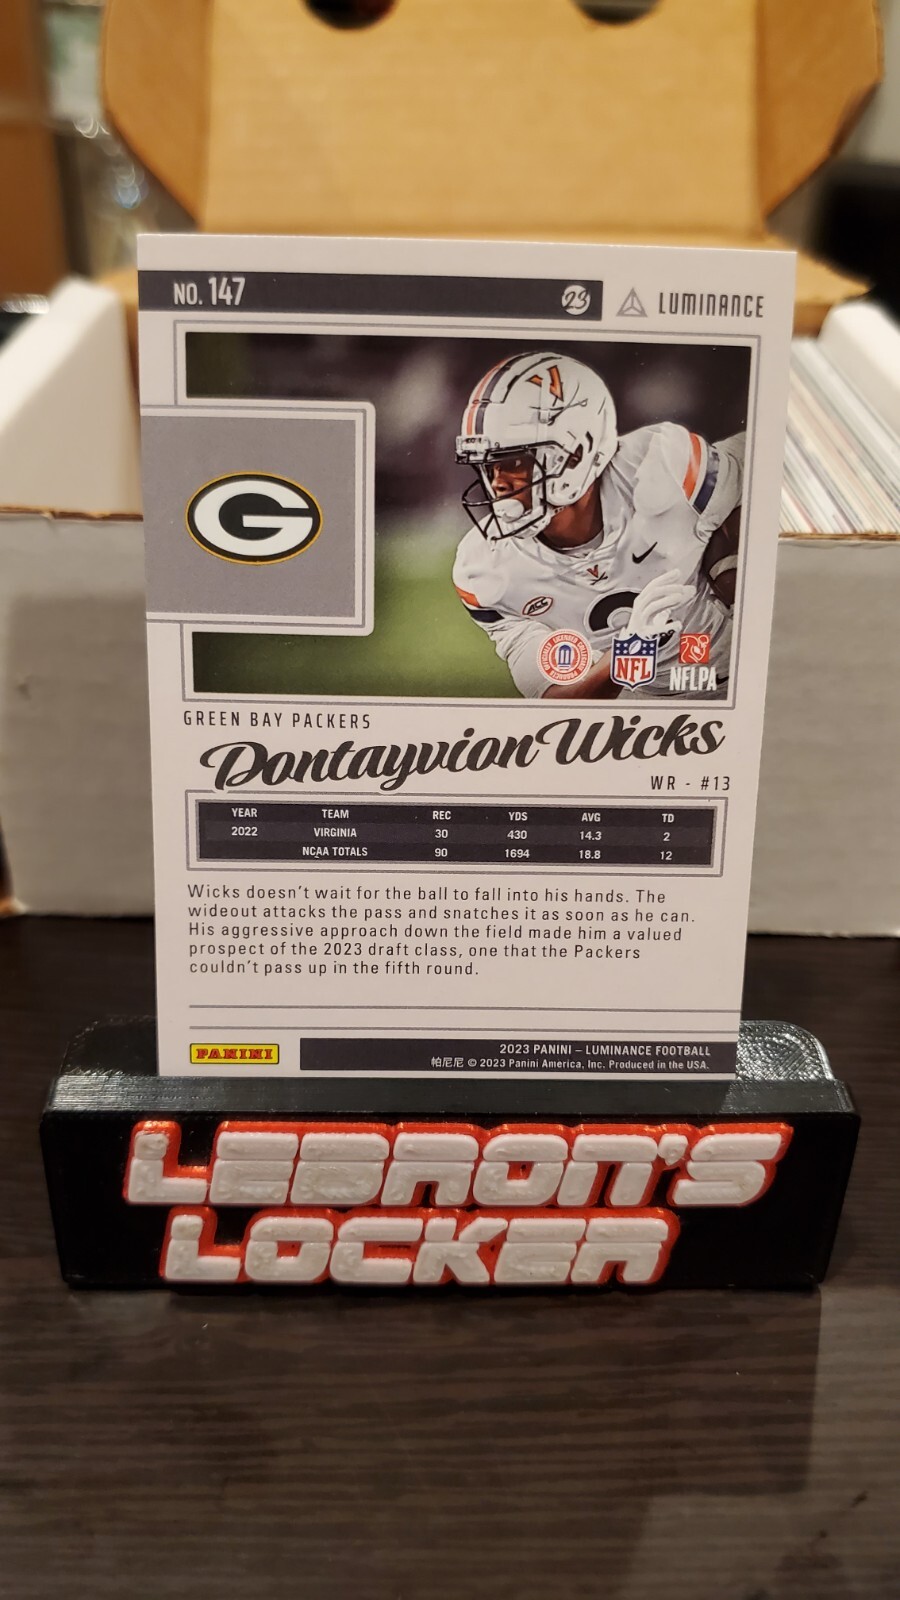 NO. 147
23
LUMINANCE
G
ACC
OFFICIALLY LICENSED COLLEGIATE PRODUCTS
NFL
NFLPA
GREEN BAY PACKERS
Dontayvion Wicks
WR - #13
YEAR TEAM REC YDS AVG TD
2022 VIRGINIA 30 430 14.3 2
NCAA TOTALS 90 1694 18.8 12
Wicks doesn't wait for the ball to fall into his hands. The
wideout attacks the pass and snatches it as soon as he can.
His aggressive approach down the field made him a valued
prospect of the 2023 draft class, one that the Packers
couldn't pass up in the fifth round.
PANINI
2023 PANINI – LUMINANCE FOOTBALL
帕尼尼 © 2023 Panini America, Inc. Produced in the USA.
LEBRON'S
LOCKER